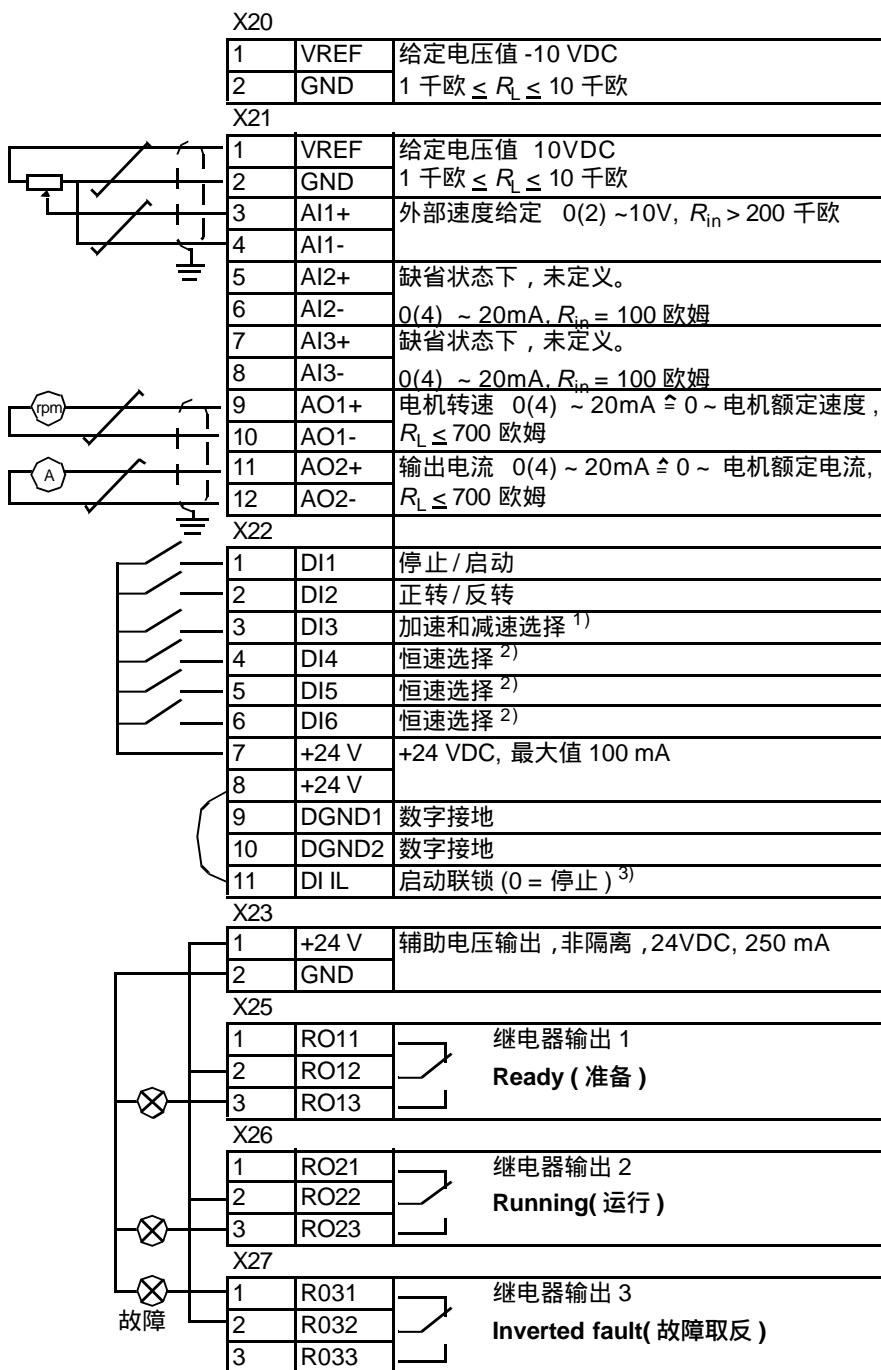 X20
1 VREF 给定电压值 -10 VDC
2 GND 1 千欧 ≤ RL ≤ 10 千欧
X21
1 VREF 给定电压值 10VDC
2 GND 1 千欧 ≤ RL ≤ 10 千欧
3 AI1+ 外部速度给定 0(2) ~10V, Rin > 200 千欧
4 AI1-
5 AI2+ 缺省状态下，未定义。
6 AI2- 0(4) ~ 20mA, Rin = 100 欧姆
7 AI3+ 缺省状态下，未定义。
8 AI3- 0(4) ~ 20mA, Rin = 100 欧姆
rpm 9 AO1+ 电机转速 0(4) ~ 20mA ≙ 0 ~ 电机额定速度，
10 AO1- RL ≤ 700 欧姆
A 11 AO2+ 输出电流 0(4) ~ 20mA ≙ 0 ~ 电机额定电流,
12 AO2- RL ≤ 700 欧姆
X22
1 DI1 停止 / 启动
2 DI2 正转 / 反转
3 DI3 加速和减速选择 1)
4 DI4 恒速选择 2)
5 DI5 恒速选择 2)
6 DI6 恒速选择 2)
7 +24 V +24 VDC, 最大值 100 mA
8 +24 V
9 DGND1 数字接地
10 DGND2 数字接地
11 DI IL 启动联锁 (0 = 停止 ) 3)
X23
1 +24 V 辅助电压输出 ,非隔离 ,24VDC, 250 mA
2 GND
X25
1 RO11 继电器输出 1
2 RO12 Ready ( 准备 )
3 RO13
X26
1 RO21 继电器输出 2
2 RO22 Running( 运行 )
3 RO23
X27
1 R031 继电器输出 3
故障 2 R032 Inverted fault( 故障取反 )
3 R033